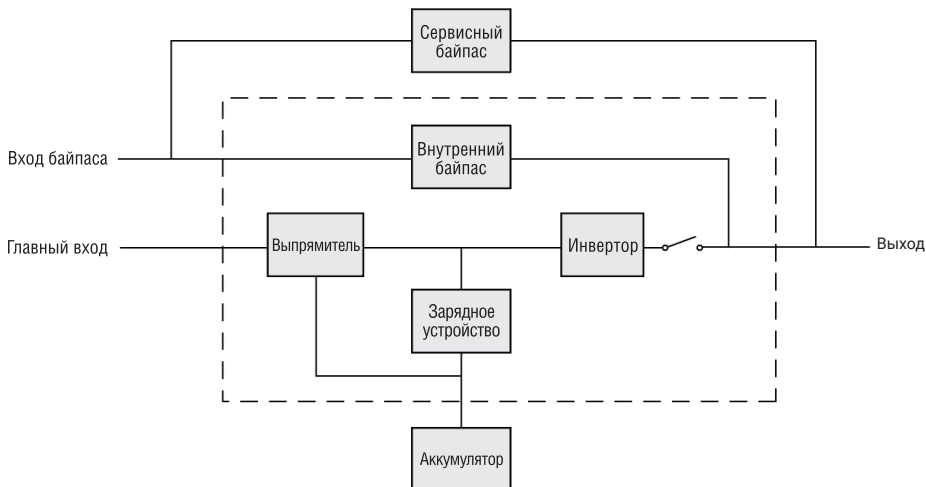 Сервисный
байпас
Вход байпаса
Внутренний
байпас
Главный вход
Выпрямитель
Инвертор
Выход
Зарядное
устройство
Аккумулятор